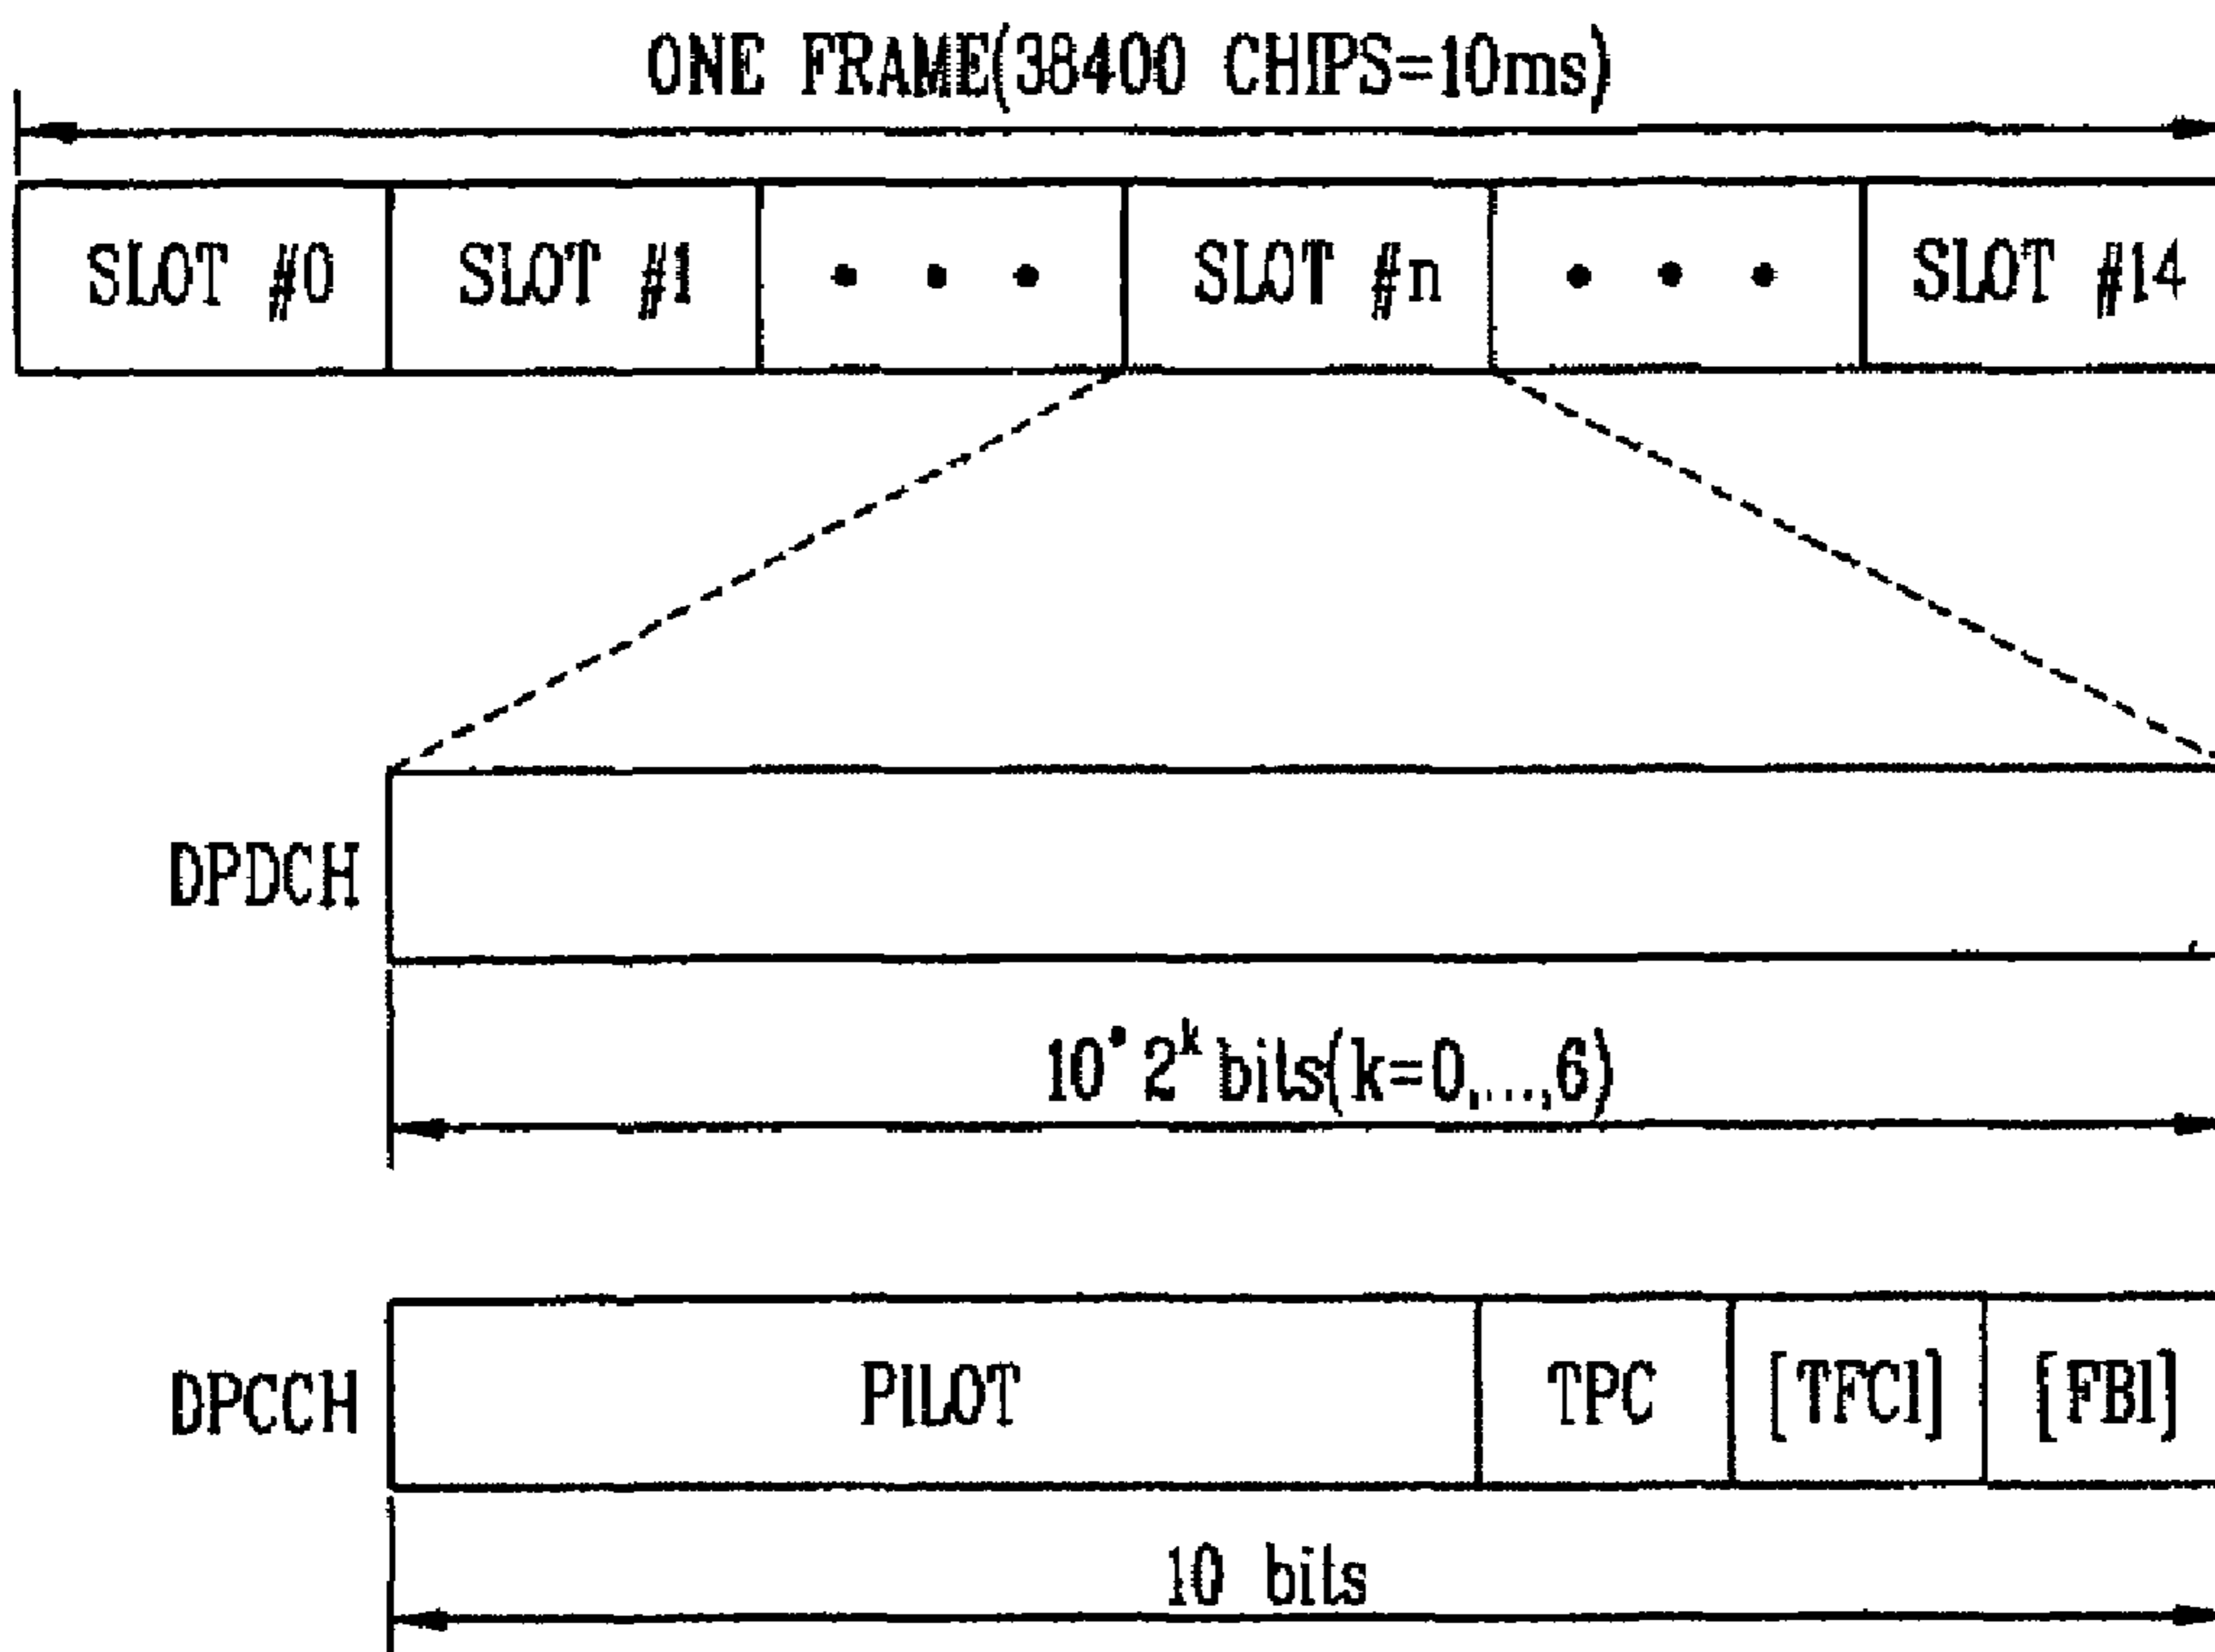 ONE FRAME(38400 CHIPS=10ms)
SLOT #0 SLOT #1 • • • SLOT #n • • • SLOT #14
DPDCH
10•2^k bits(k=0,...,6)
DPCCH PILOT TPC [TFCI] [FBI]
10 bits